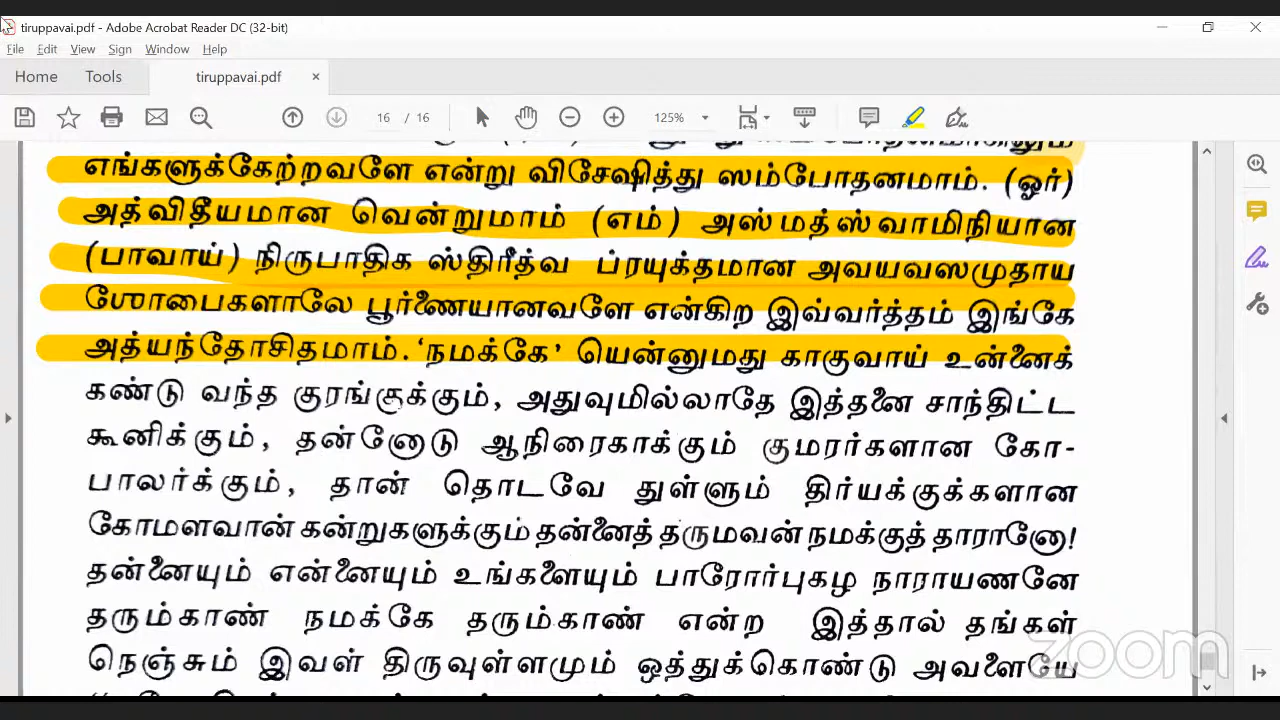 tiruppavai.pdf - Adobe Acrobat Reader DC (32-bit)
File Edit View Sign Window Help
Home Tools tiruppavai.pdf ×
16 / 16 125%
எங்களுக்கேற்றவளே என்று விசேஷித்து ஸம்போதனமாம். (ஓர்)
அத்விதீயமான வென்றுமாம் (எம்) அஸ்மத்ஸ்வாமிநியான
(பாவாய்) நிருபாதிக ஸ்திரீத்வ ப்ரயுக்தமான அவயவஸமுதாய
ஶோபைகளாலே பூர்ணையானவளே என்கிற இவ்வர்த்தம் இங்கே
அத்யந்தோசிதமாம். ‘நமக்கே’ யென்னுமது காகுவாய் உன்னைக்
கண்டு வந்த குரங்குக்கும், அதுவுமில்லாதே இத்தனை சாந்திட்ட
கூனிக்கும், தன்னோடு ஆநிரைகாக்கும் குமரர்களான கோ-
பாலர்க்கும், தான் தொடவே துள்ளும் திர்யக்குக்களான
கோமளவான் கன்றுகளுக்கும் தன்னைத் தருமவன் நமக்குத் தாரானோ!
தன்னையும் என்னையும் உங்களையும் பாரோர்புகழ நாராயணனே
தரும்காண் நமக்கே தரும்காண் என்ற இத்தால் தங்கள்
நெஞ்சும் இவள் திருவுள்ளமும் ஒத்துக்கொண்டு அவளையே
zoom